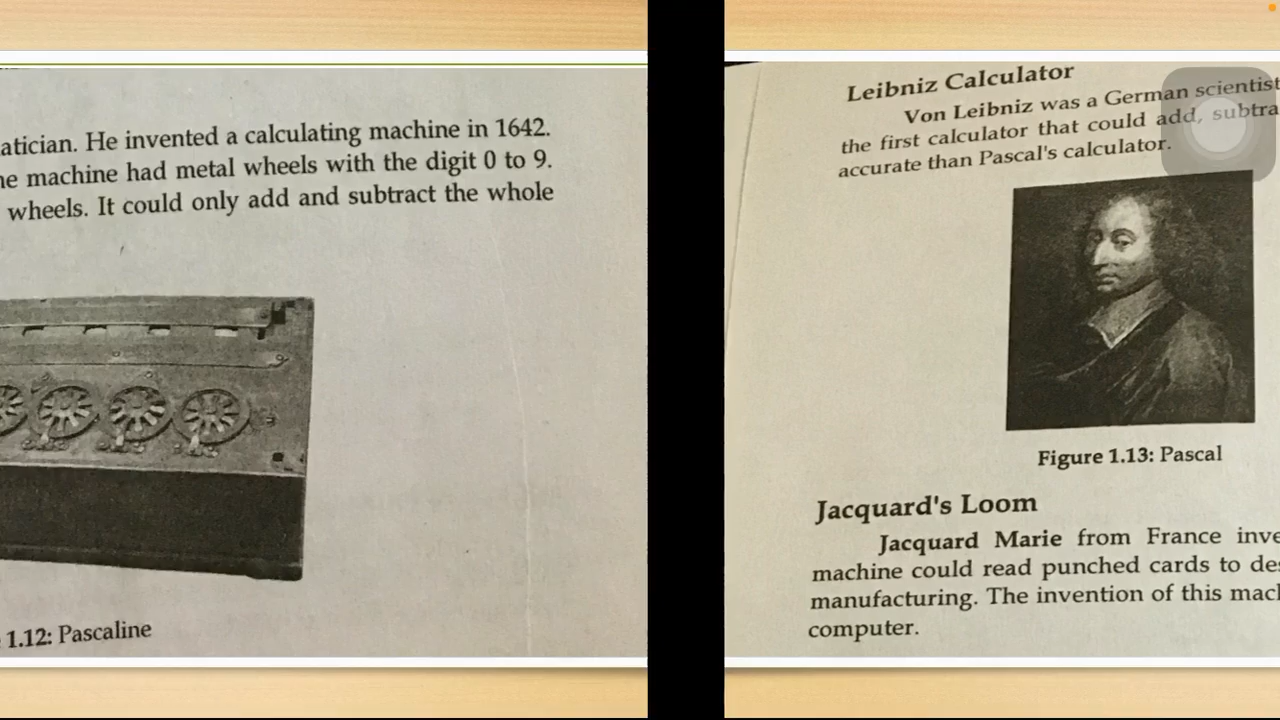 atician. He invented a calculating machine in 1642.
machine had metal wheels with the digit 0 to 9.
wheels. It could only add and subtract the whole
1.12: Pascaline
Leibniz Calculator
Von Leibniz was a German scientist
the first calculator that could add, subtra
accurate than Pascal's calculator.
Figure 1.13: Pascal
Jacquard's Loom
Jacquard Marie from France inve
machine could read punched cards to de
manufacturing. The invention of this mac
computer.